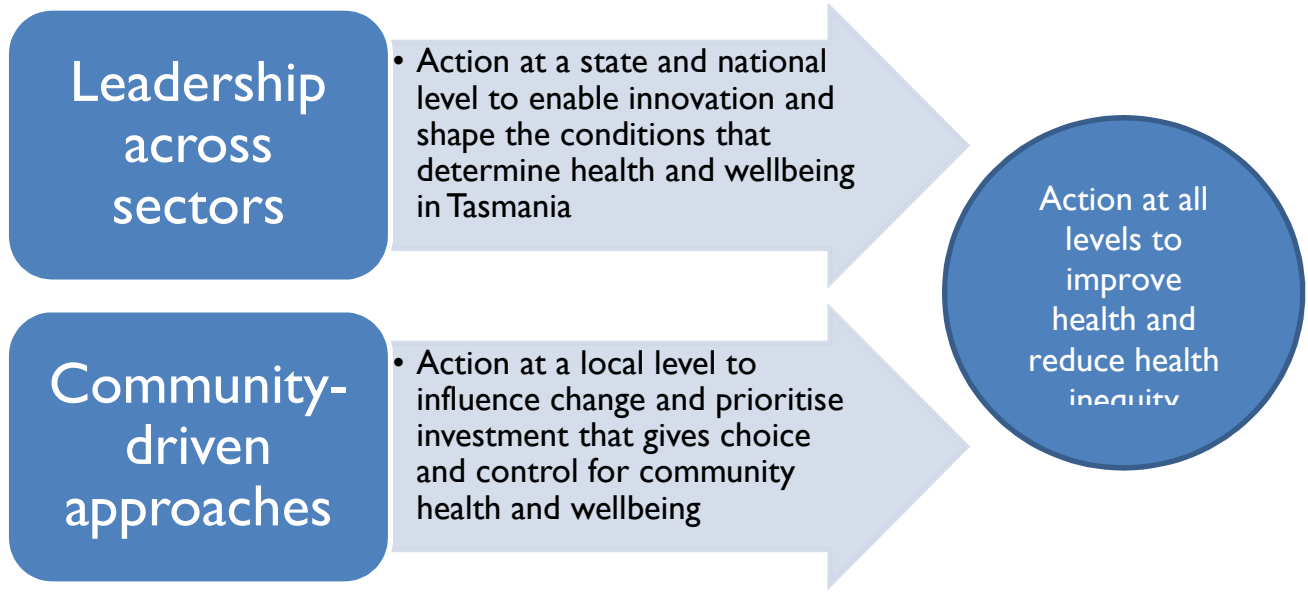 Leadership
across
sectors
• Action at a state and national
level to enable innovation and
shape the conditions that
determine health and wellbeing
in Tasmania
Community-
driven
approaches
• Action at a local level to
influence change and prioritise
investment that gives choice
and control for community
health and wellbeing
Action at all
levels to
improve
health and
reduce health
inequity